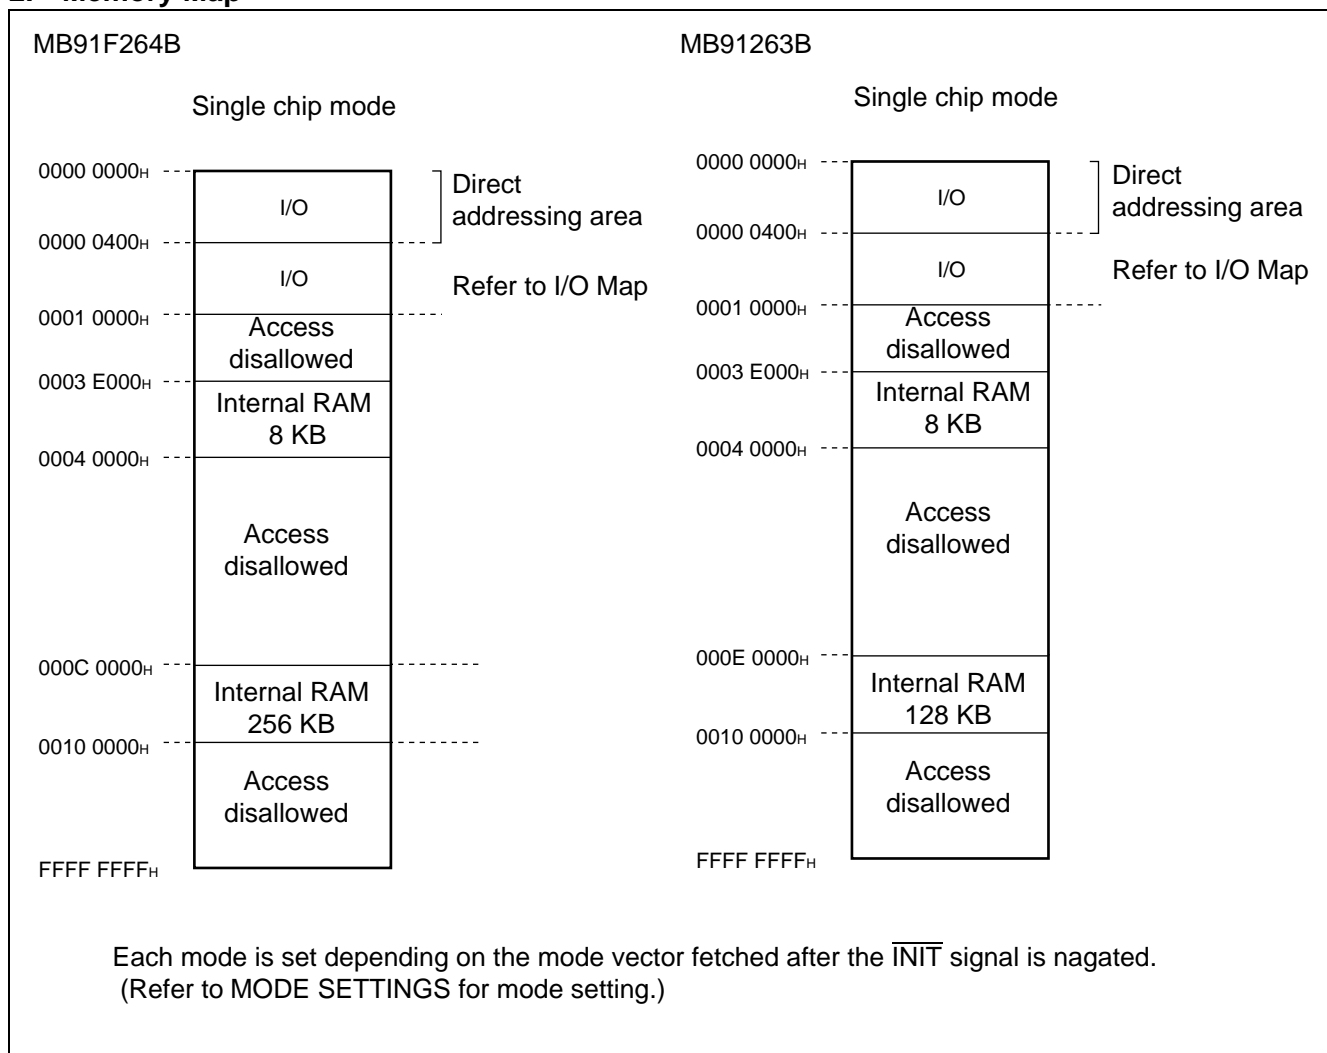 MB91F264B
Single chip mode
0000 0000H
I/O
Direct
addressing area
0000 0400H
I/O
Refer to I/O Map
0001 0000H
Access
disallowed
0003 E000H
Internal RAM
8 KB
0004 0000H
Access
disallowed
000C 0000H
Internal RAM
256 KB
0010 0000H
Access
disallowed
FFFF FFFFH
MB91263B
Single chip mode
0000 0000H
I/O
Direct
addressing area
0000 0400H
I/O
Refer to I/O Map
0001 0000H
Access
disallowed
0003 E000H
Internal RAM
8 KB
0004 0000H
Access
disallowed
000E 0000H
Internal RAM
128 KB
0010 0000H
Access
disallowed
FFFF FFFFH
Each mode is set depending on the mode vector fetched after the INIT signal is nagated.
(Refer to MODE SETTINGS for mode setting.)